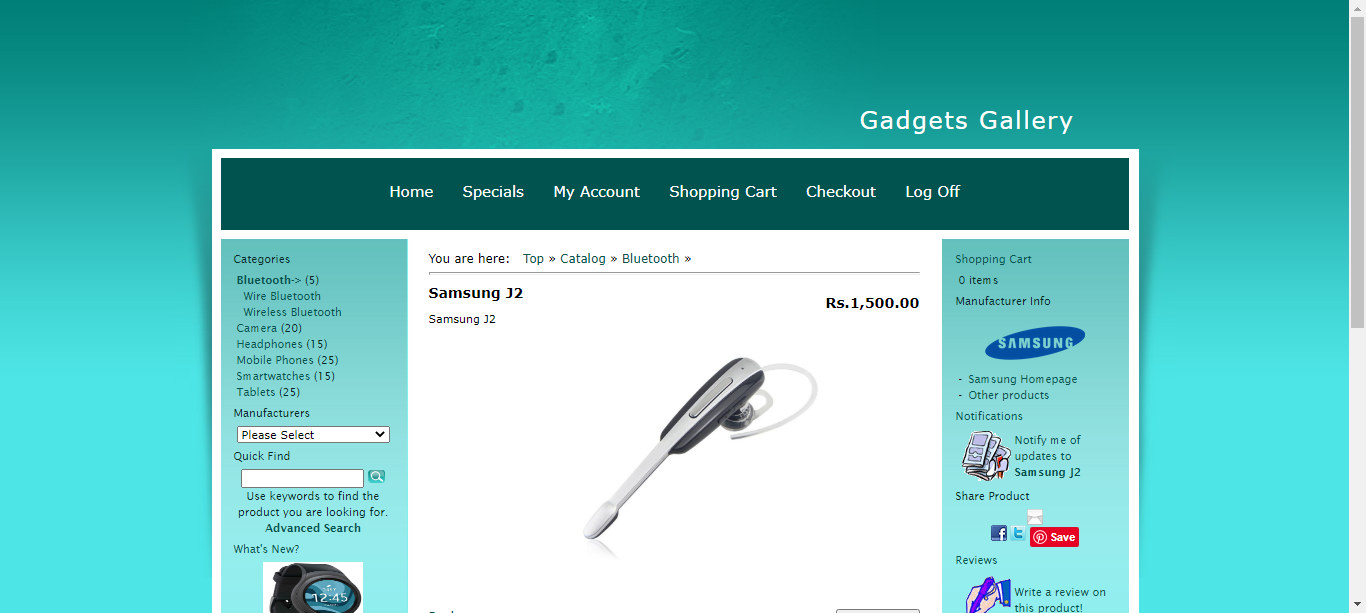 Gadgets Gallery
Home Specials My Account Shopping Cart Checkout Log Off
Categories
Bluetooth-> (5)
Wire Bluetooth
Wireless Bluetooth
Camera (20)
Headphones (15)
Mobile Phones (25)
Smartwatches (15)
Tablets (25)
Manufacturers
Please Select
Quick Find
Use keywords to find the
product you are looking for.
Advanced Search
What's New?
12:45
You are here: Top » Catalog » Bluetooth »
Samsung J2
Rs.1,500.00
Samsung J2
Shopping Cart
0 items
Manufacturer Info
SAMSUNG
- Samsung Homepage
- Other products
Notifications
Notify me of
updates to
Samsung J2
Share Product
Save
Reviews
Write a review on
this product!